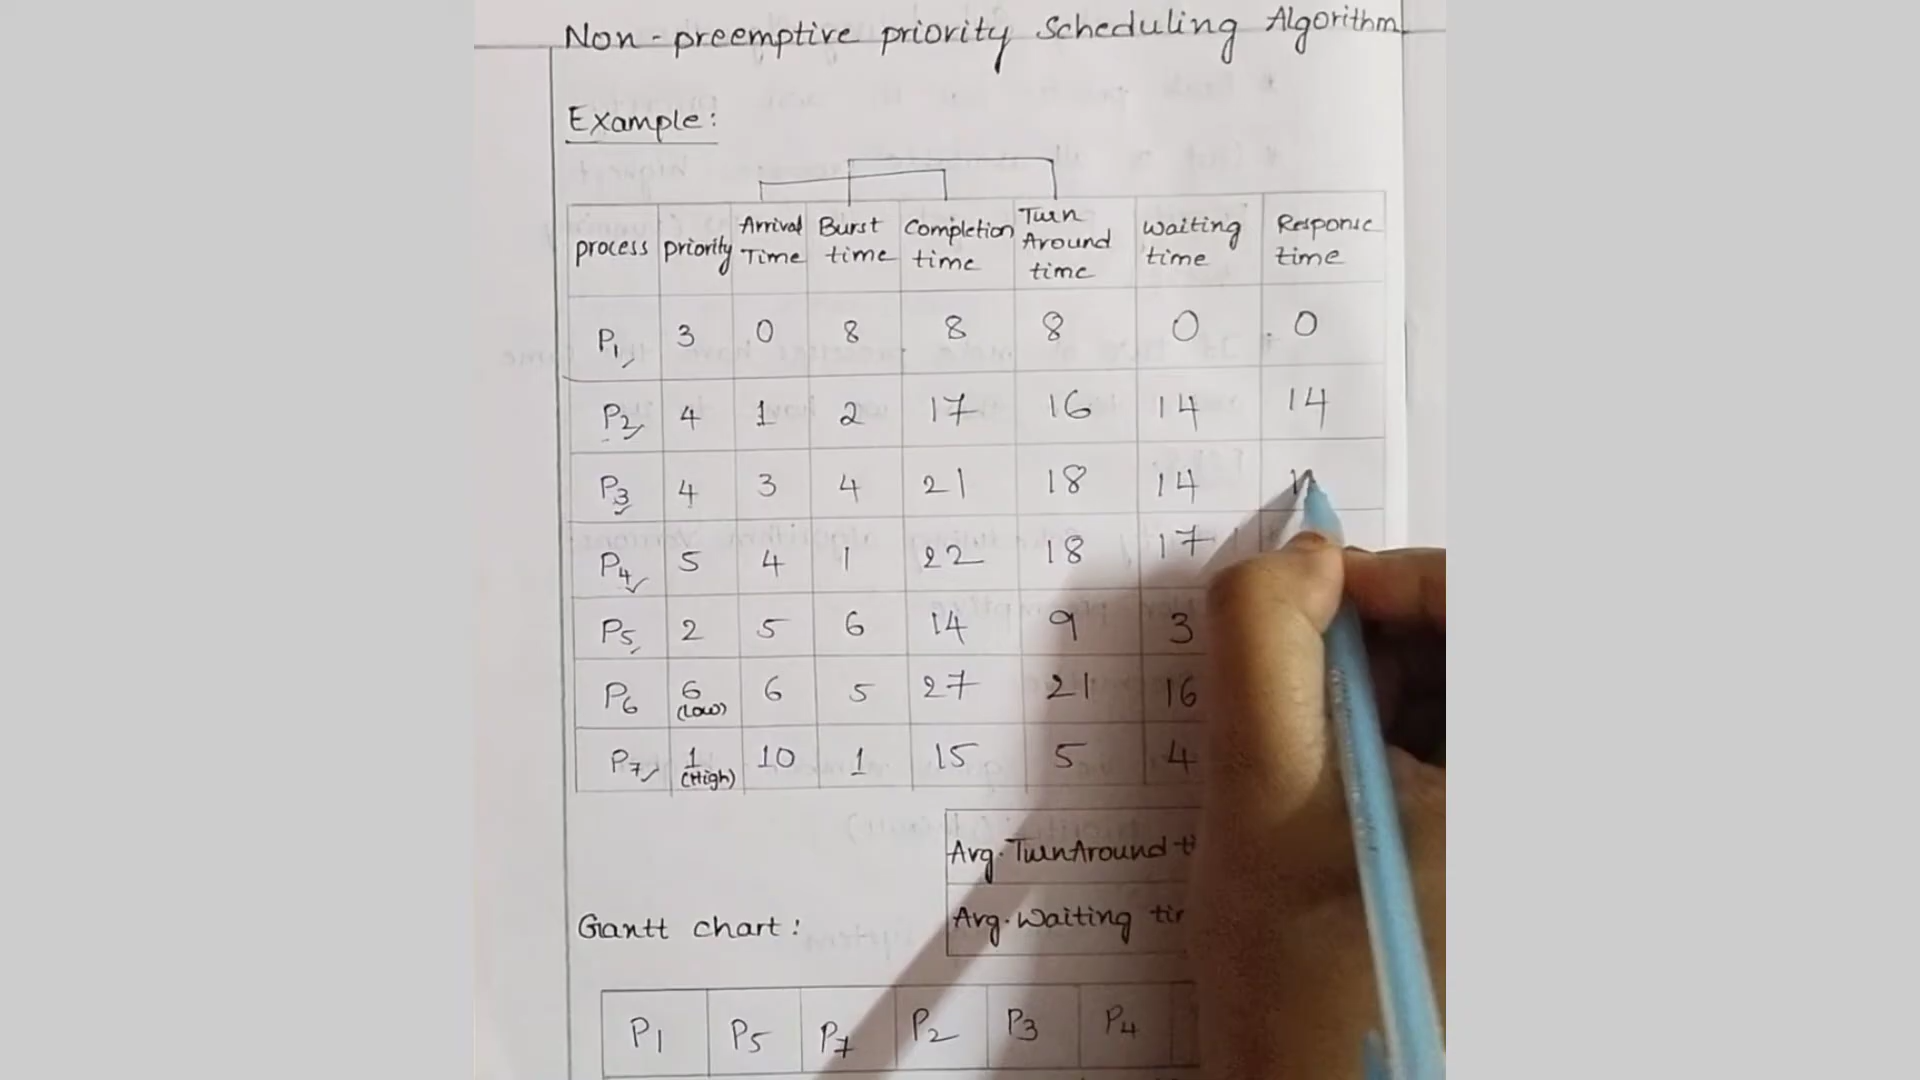 Non-preemptive priority Scheduling Algorithm
Example:
process priority Arrival Time Burst time Completion time Turn Around time Waiting time Response time
P1 3 0 8 8 8 0 0
P2 4 1 2 17 16 14 14
P3 4 3 4 21 18 14
P4 5 4 1 22 18 17
P5 2 5 6 14 9 3
P6 6 (Low) 6 5 27 21 16
P7 1 (High) 10 1 15 5 4
Avg. TurnAround
Avg. Waiting
Gantt chart:
P1 P5 P7 P2 P3 P4